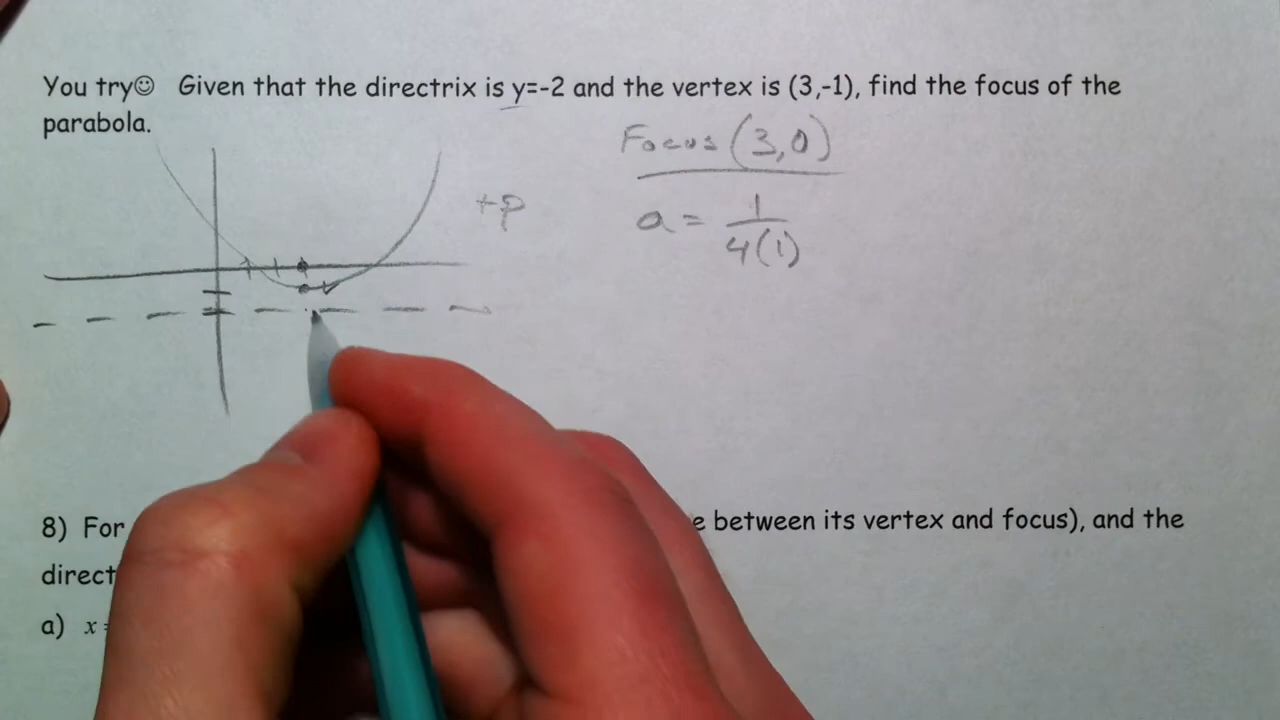 You try☺ Given that the directrix is y=-2 and the vertex is (3,-1), find the focus of the
parabola.
Focus (3,0)
+p
a = 1/4(1)
8) For
e between its vertex and focus), and the
direct
a) x